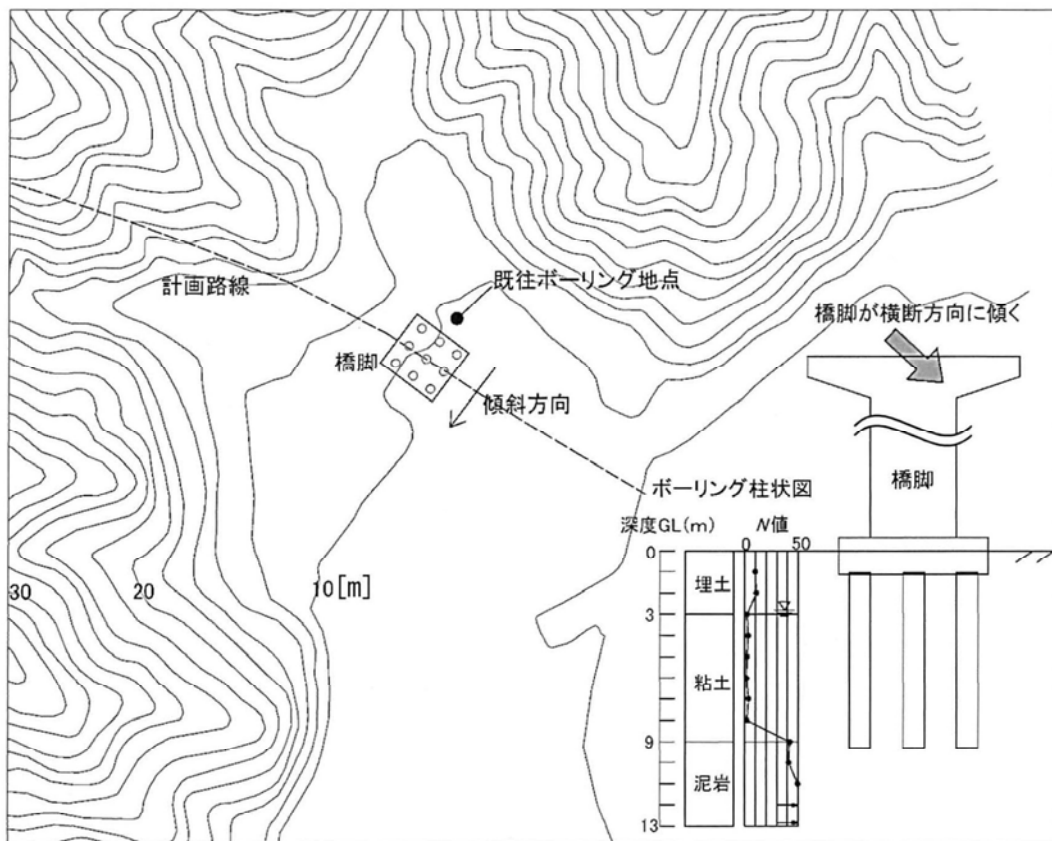 計画路線
既往ボーリング地点
橋脚が横断方向に傾く
橋脚
傾斜方向
橋脚
ボーリング柱状図
深度GL(m)
N値
0
50
0
埋土
3
粘土
9
泥岩
13
30
20
10[m]